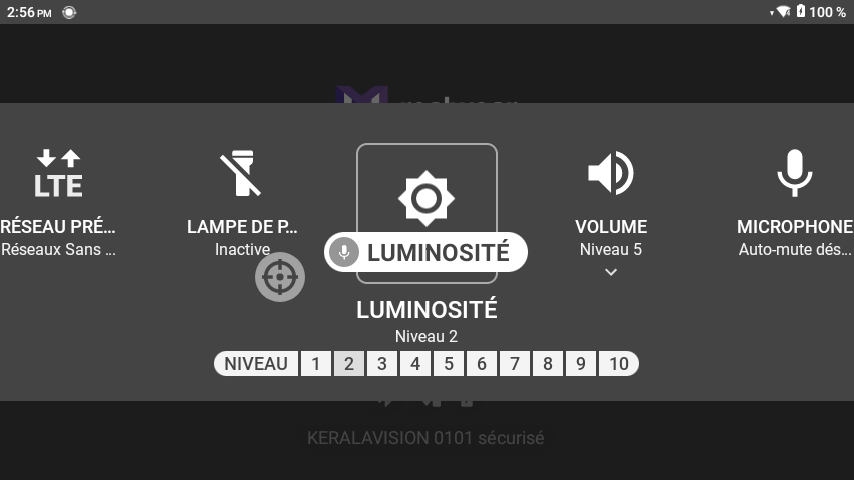 2:56 PM
100 %
LTE
RÉSEAU PRÉ...
Réseaux Sans ...
LAMPE DE P...
Inactive
LUMINOSITÉ
VOLUME
Niveau 5
MICROPHONE
Auto-mute dés...
LUMINOSITÉ
Niveau 2
NIVEAU 1 2 3 4 5 6 7 8 9 10
KERALAVISION 0101 sécurisé